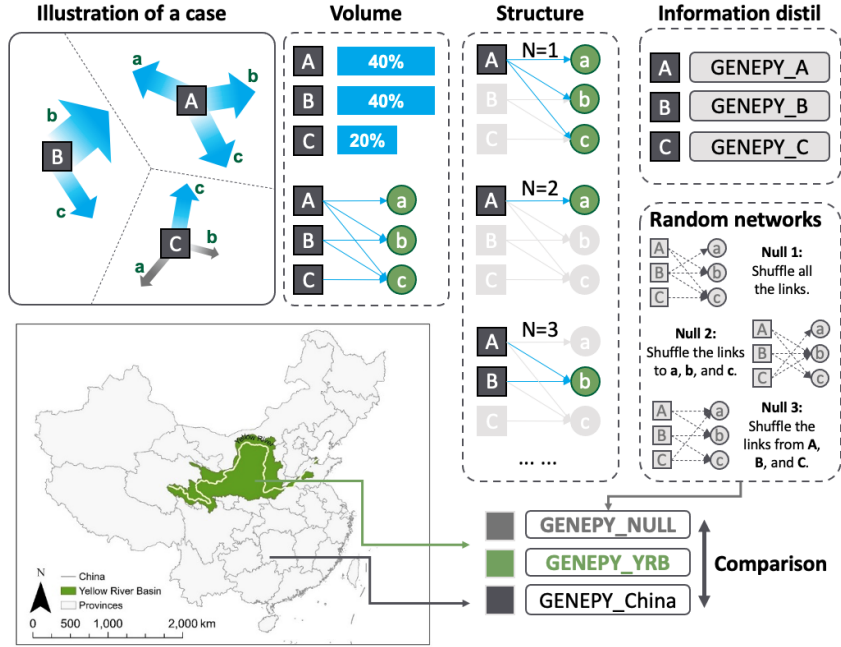 Illustration of a case
a
b
A
c
b
B
c
c
C
b
a
Volume
A 40%
B 40%
C 20%
A a
B b
C c
Structure
N=1
A a
B b
C c
N=2
A a
B b
C c
N=3
A a
B b
C c
... ...
Information distil
A GENEPY_A
B GENEPY_B
C GENEPY_C
Random networks
A a
B b
C c
Null 1:
Shuffle all
the links.
Null 2:
Shuffle the links
to a, b, and c.
A a
B b
C c
A a
B b
C c
Null 3:
Shuffle the
links from A,
B, and C.
Yellow River
N
China
Yellow River Basin
Provinces
0 500 1,000 2,000 km
GENEPY_NULL
GENEPY_YRB
GENEPY_China
Comparison